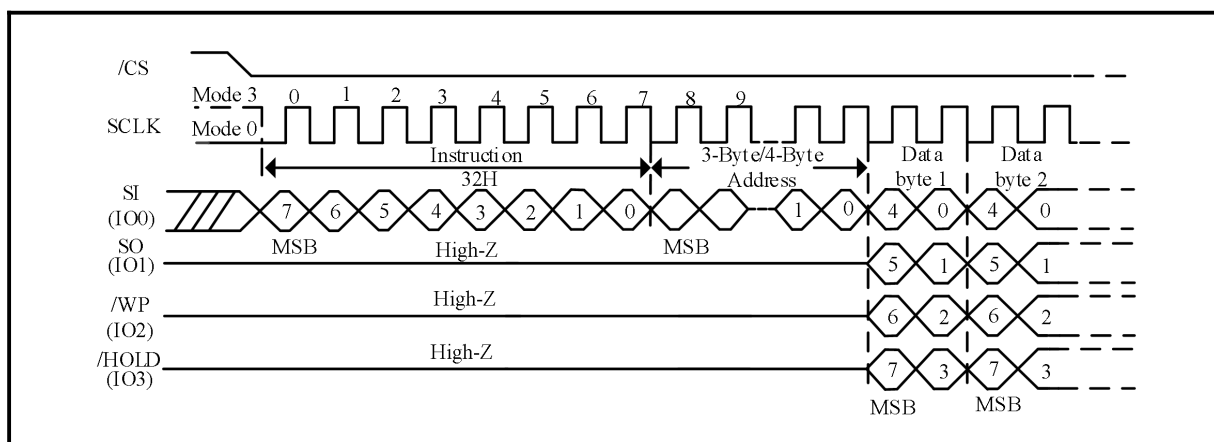 /CS
Mode 3 0 1 2 3 4 5 6 7 8 9
SCLK Mode 0
Instruction 3-Byte/4-Byte Data Data
32H Address byte 1 byte 2
SI 7 6 5 4 3 2 1 0 1 0 4 0 4 0
(IO0)
MSB MSB
SO High-Z 5 1 5 1
(IO1)
/WP High-Z 6 2 6 2
(IO2)
/HOLD High-Z 7 3 7 3
(IO3)
MSB MSB